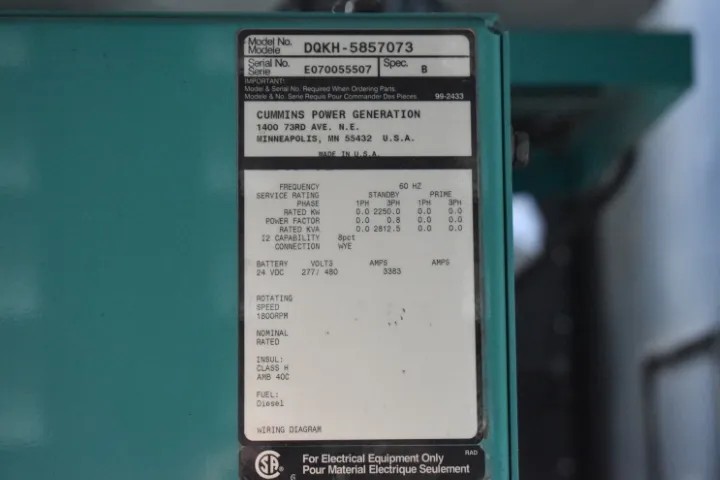 Model No.
Modele DQKH-5857073
Serial No.
Serie E070055507 Spec. B
IMPORTANT:
Model & Serial No. Required When Ordering Parts.
Modele & No. Serie Requis Pour Commander Des Pieces 99-2433
CUMMINS POWER GENERATION
1400 73RD AVE. N.E.
MINNEAPOLIS, MN 55432 U.S.A.
MADE IN U.S.A.
FREQUENCY 60 HZ
SERVICE RATING STANDBY PRIME
PHASE 1PH 3PH 1PH 3PH
RATED KW 0.0 2250.0 0.0 0.0
POWER FACTOR 0.0 0.8 0.0 0.0
RATED KVA 0.0 2812.5 0.0 0.0
I2 CAPABILITY 8pct
CONNECTION WYE
BATTERY VOLTS AMPS AMPS
24 VDC 277/ 480 3383
ROTATING
SPEED
1800RPM
NOMINAL
RATED
INSUL:
CLASS H
AMB 40C
FUEL:
Diesel
WIRING DIAGRAM
RAD
SA
For Electrical Equipment Only
Pour Material Electrique Seulement
G